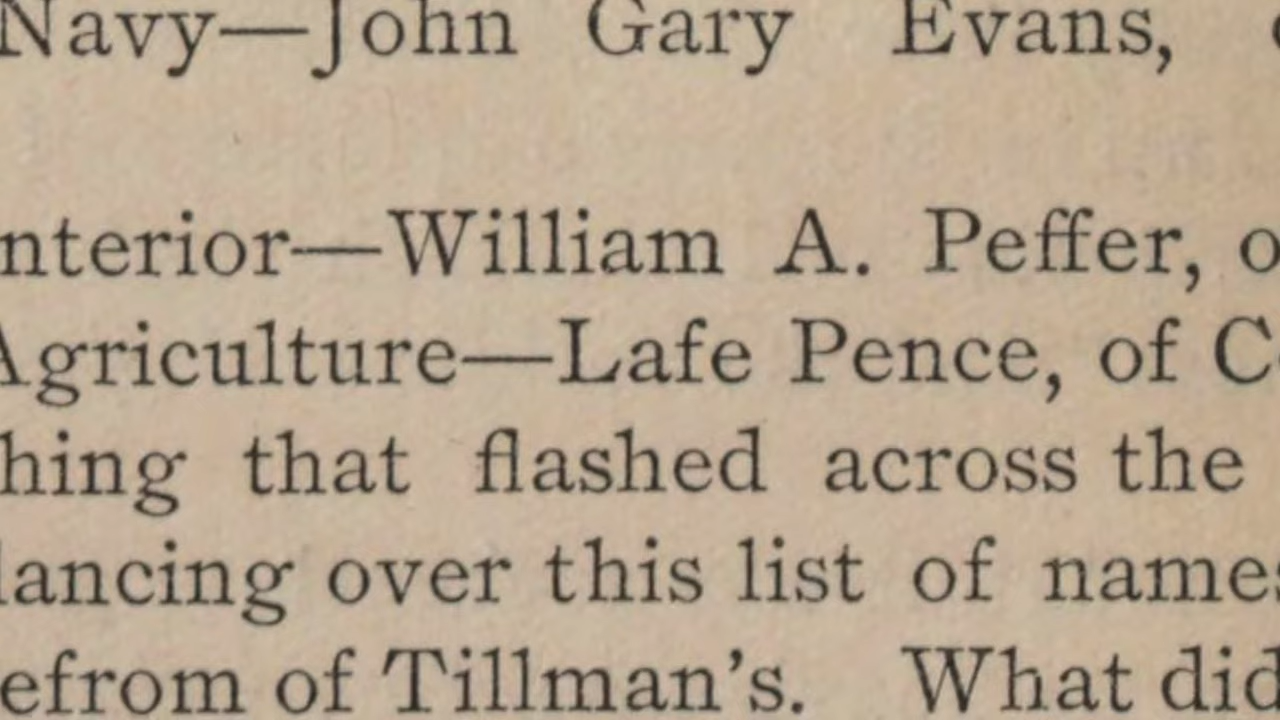 Navy—John Gary Evans,
nterior—William A. Peffer, o
Agriculture—Lafe Pence, of C
hing that flashed across the
lancing over this list of names
efrom of Tillman's. What did